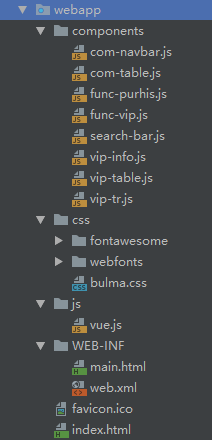 webapp
components
com-navbar.js
com-table.js
func-purhis.js
func-vip.js
search-bar.js
vip-info.js
vip-table.js
vip-tr.js
css
fontawesome
webfonts
bulma.css
js
vue.js
WEB-INF
main.html
web.xml
favicon.ico
index.html